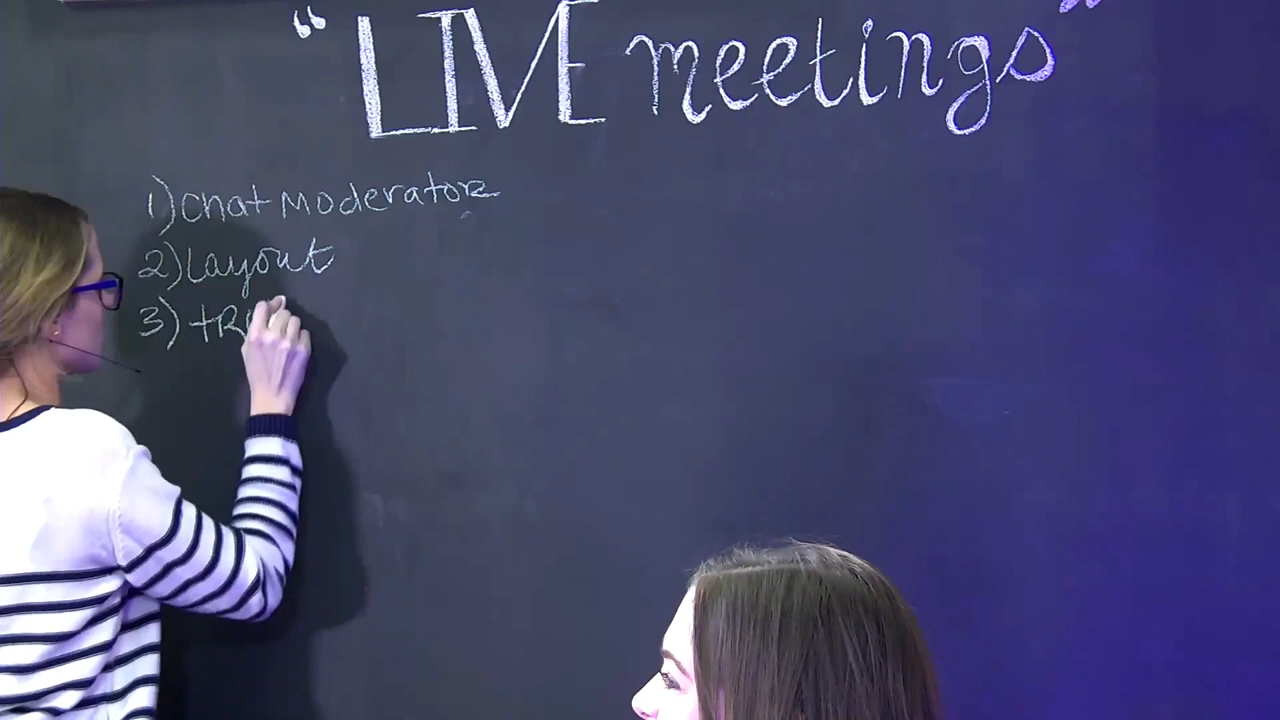 “LIVE meetings”
1) Chat Moderator
2) Layout
3)